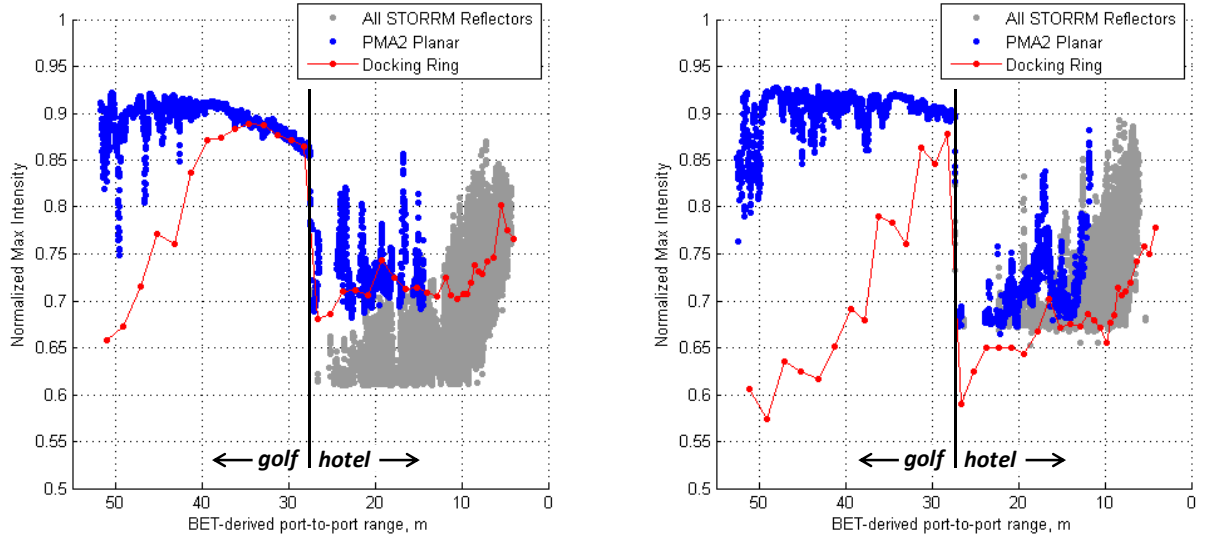 All STORRM Reflectors
PMA2 Planar
Docking Ring
Normalized Max Intensity
1
0.95
0.9
0.85
0.8
0.75
0.7
0.65
0.6
0.55
0.5
golf hotel
50 40 30 20 10 0
BET-derived port-to-port range, m
All STORRM Reflectors
PMA2 Planar
Docking Ring
Normalized Max Intensity
1
0.95
0.9
0.85
0.8
0.75
0.7
0.65
0.6
0.55
0.5
golf hotel
50 40 30 20 10 0
BET-derived port-to-port range, m